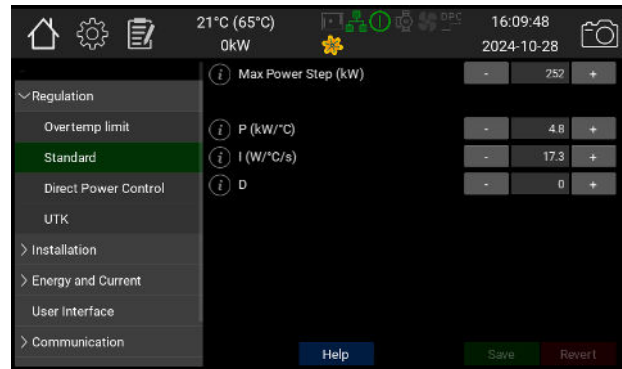 21°C (65°C)
0kW
DPC
16:09:48
2024-10-28
Max Power Step (kW)
- 252 +
Regulation
Overtemp limit
P (kW/°C)
- 4.8 +
Standard
I (W/°C/s)
- 17.3 +
Direct Power Control
D
- 0 +
UTK
Installation
Energy and Current
User Interface
Communication
Help
Save
Revert